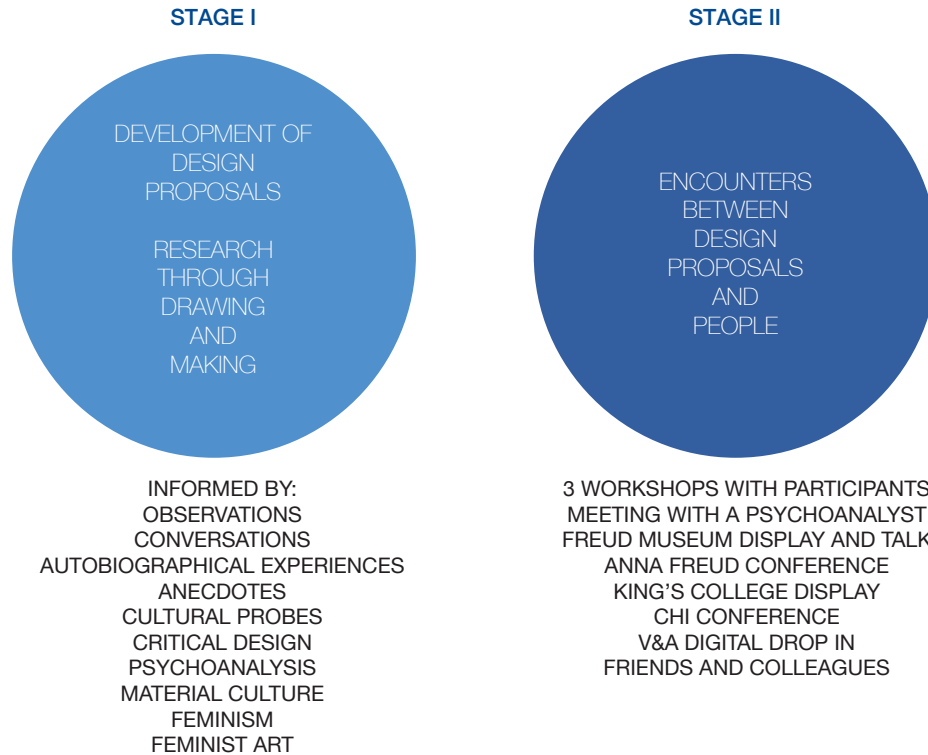 STAGE I
DEVELOPMENT OF
DESIGN
PROPOSALS
RESEARCH
THROUGH
DRAWING
AND
MAKING
INFORMED BY:
OBSERVATIONS
CONVERSATIONS
AUTOBIOGRAPHICAL EXPERIENCES
ANECDOTES
CULTURAL PROBES
CRITICAL DESIGN
PSYCHOANALYSIS
MATERIAL CULTURE
FEMINISM
FEMINIST ART
STAGE II
ENCOUNTERS
BETWEEN
DESIGN
PROPOSALS
AND
PEOPLE
3 WORKSHOPS WITH PARTICIPANTS
MEETING WITH A PSYCHOANALYST
FREUD MUSEUM DISPLAY AND TALK
ANNA FREUD CONFERENCE
KING'S COLLEGE DISPLAY
CHI CONFERENCE
V&A DIGITAL DROP IN
FRIENDS AND COLLEAGUES